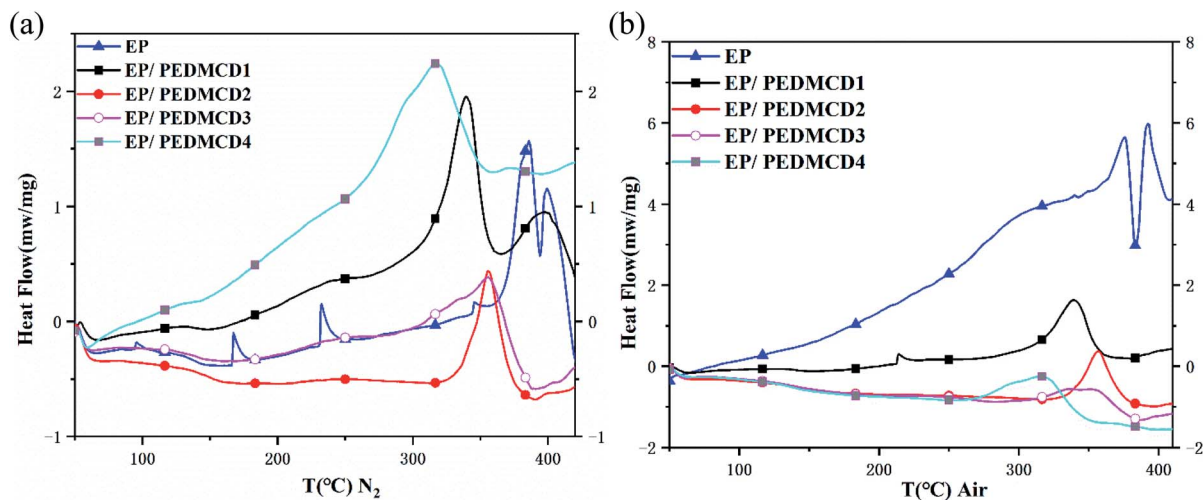 (a)
EP
EP/ PEDMCD1
EP/ PEDMCD2
EP/ PEDMCD3
EP/ PEDMCD4
Heat Flow(mw/mg)
2
1
0
−1
2
1
0
−1
50
100
200
300
400
T(℃) N₂
(b)
EP
EP/ PEDMCD1
EP/ PEDMCD2
EP/ PEDMCD3
EP/ PEDMCD4
Heat Flow(mw/mg)
8
6
4
2
0
−2
8
6
4
2
0
−2
50
100
200
300
400
T(℃) Air